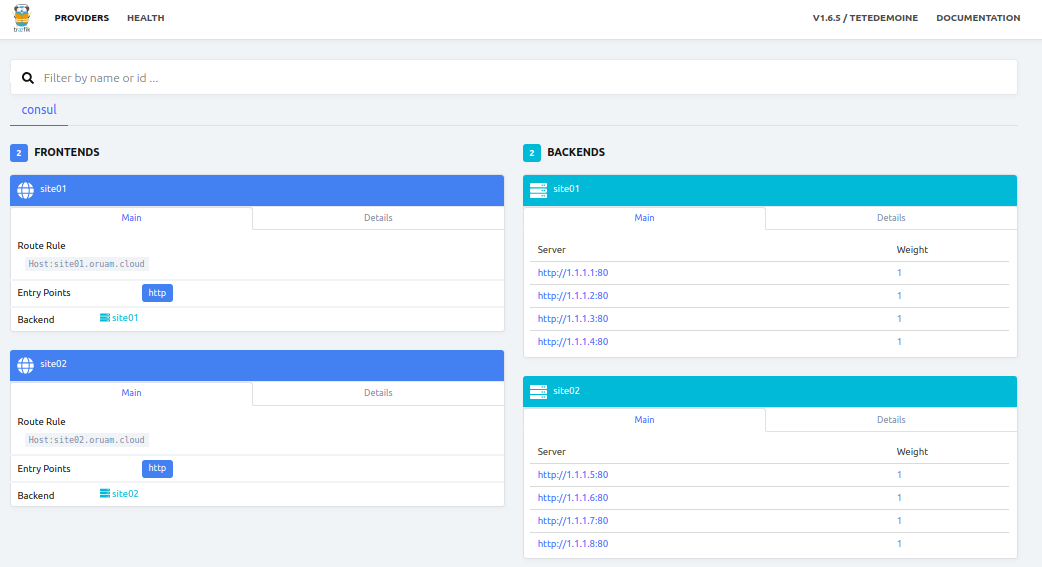 træfik
PROVIDERS HEALTH V1.6.5 / TETEDEMOINE DOCUMENTATION
Filter by name or id ...
consul
2 FRONTENDS
site01
Main Details
Route Rule
Host:site01.oruam.cloud
Entry Points http
Backend site01
site02
Main Details
Route Rule
Host:site02.oruam.cloud
Entry Points http
Backend site02
2 BACKENDS
site01
Main Details
Server Weight
http://1.1.1.1:80 1
http://1.1.1.2:80 1
http://1.1.1.3:80 1
http://1.1.1.4:80 1
site02
Main Details
Server Weight
http://1.1.1.5:80 1
http://1.1.1.6:80 1
http://1.1.1.7:80 1
http://1.1.1.8:80 1